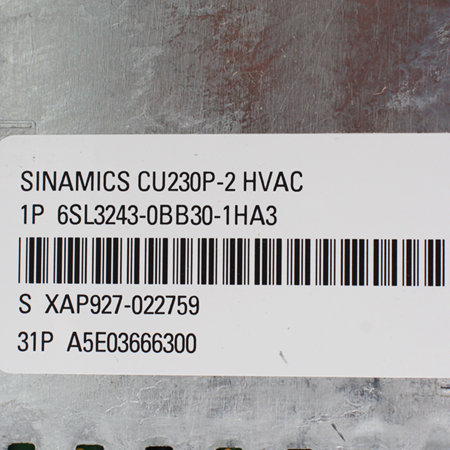 SINAMICS CU230P-2 HVAC
1P 6SL3243-0BB30-1HA3
S XAP927-022759
31P A5E03666300